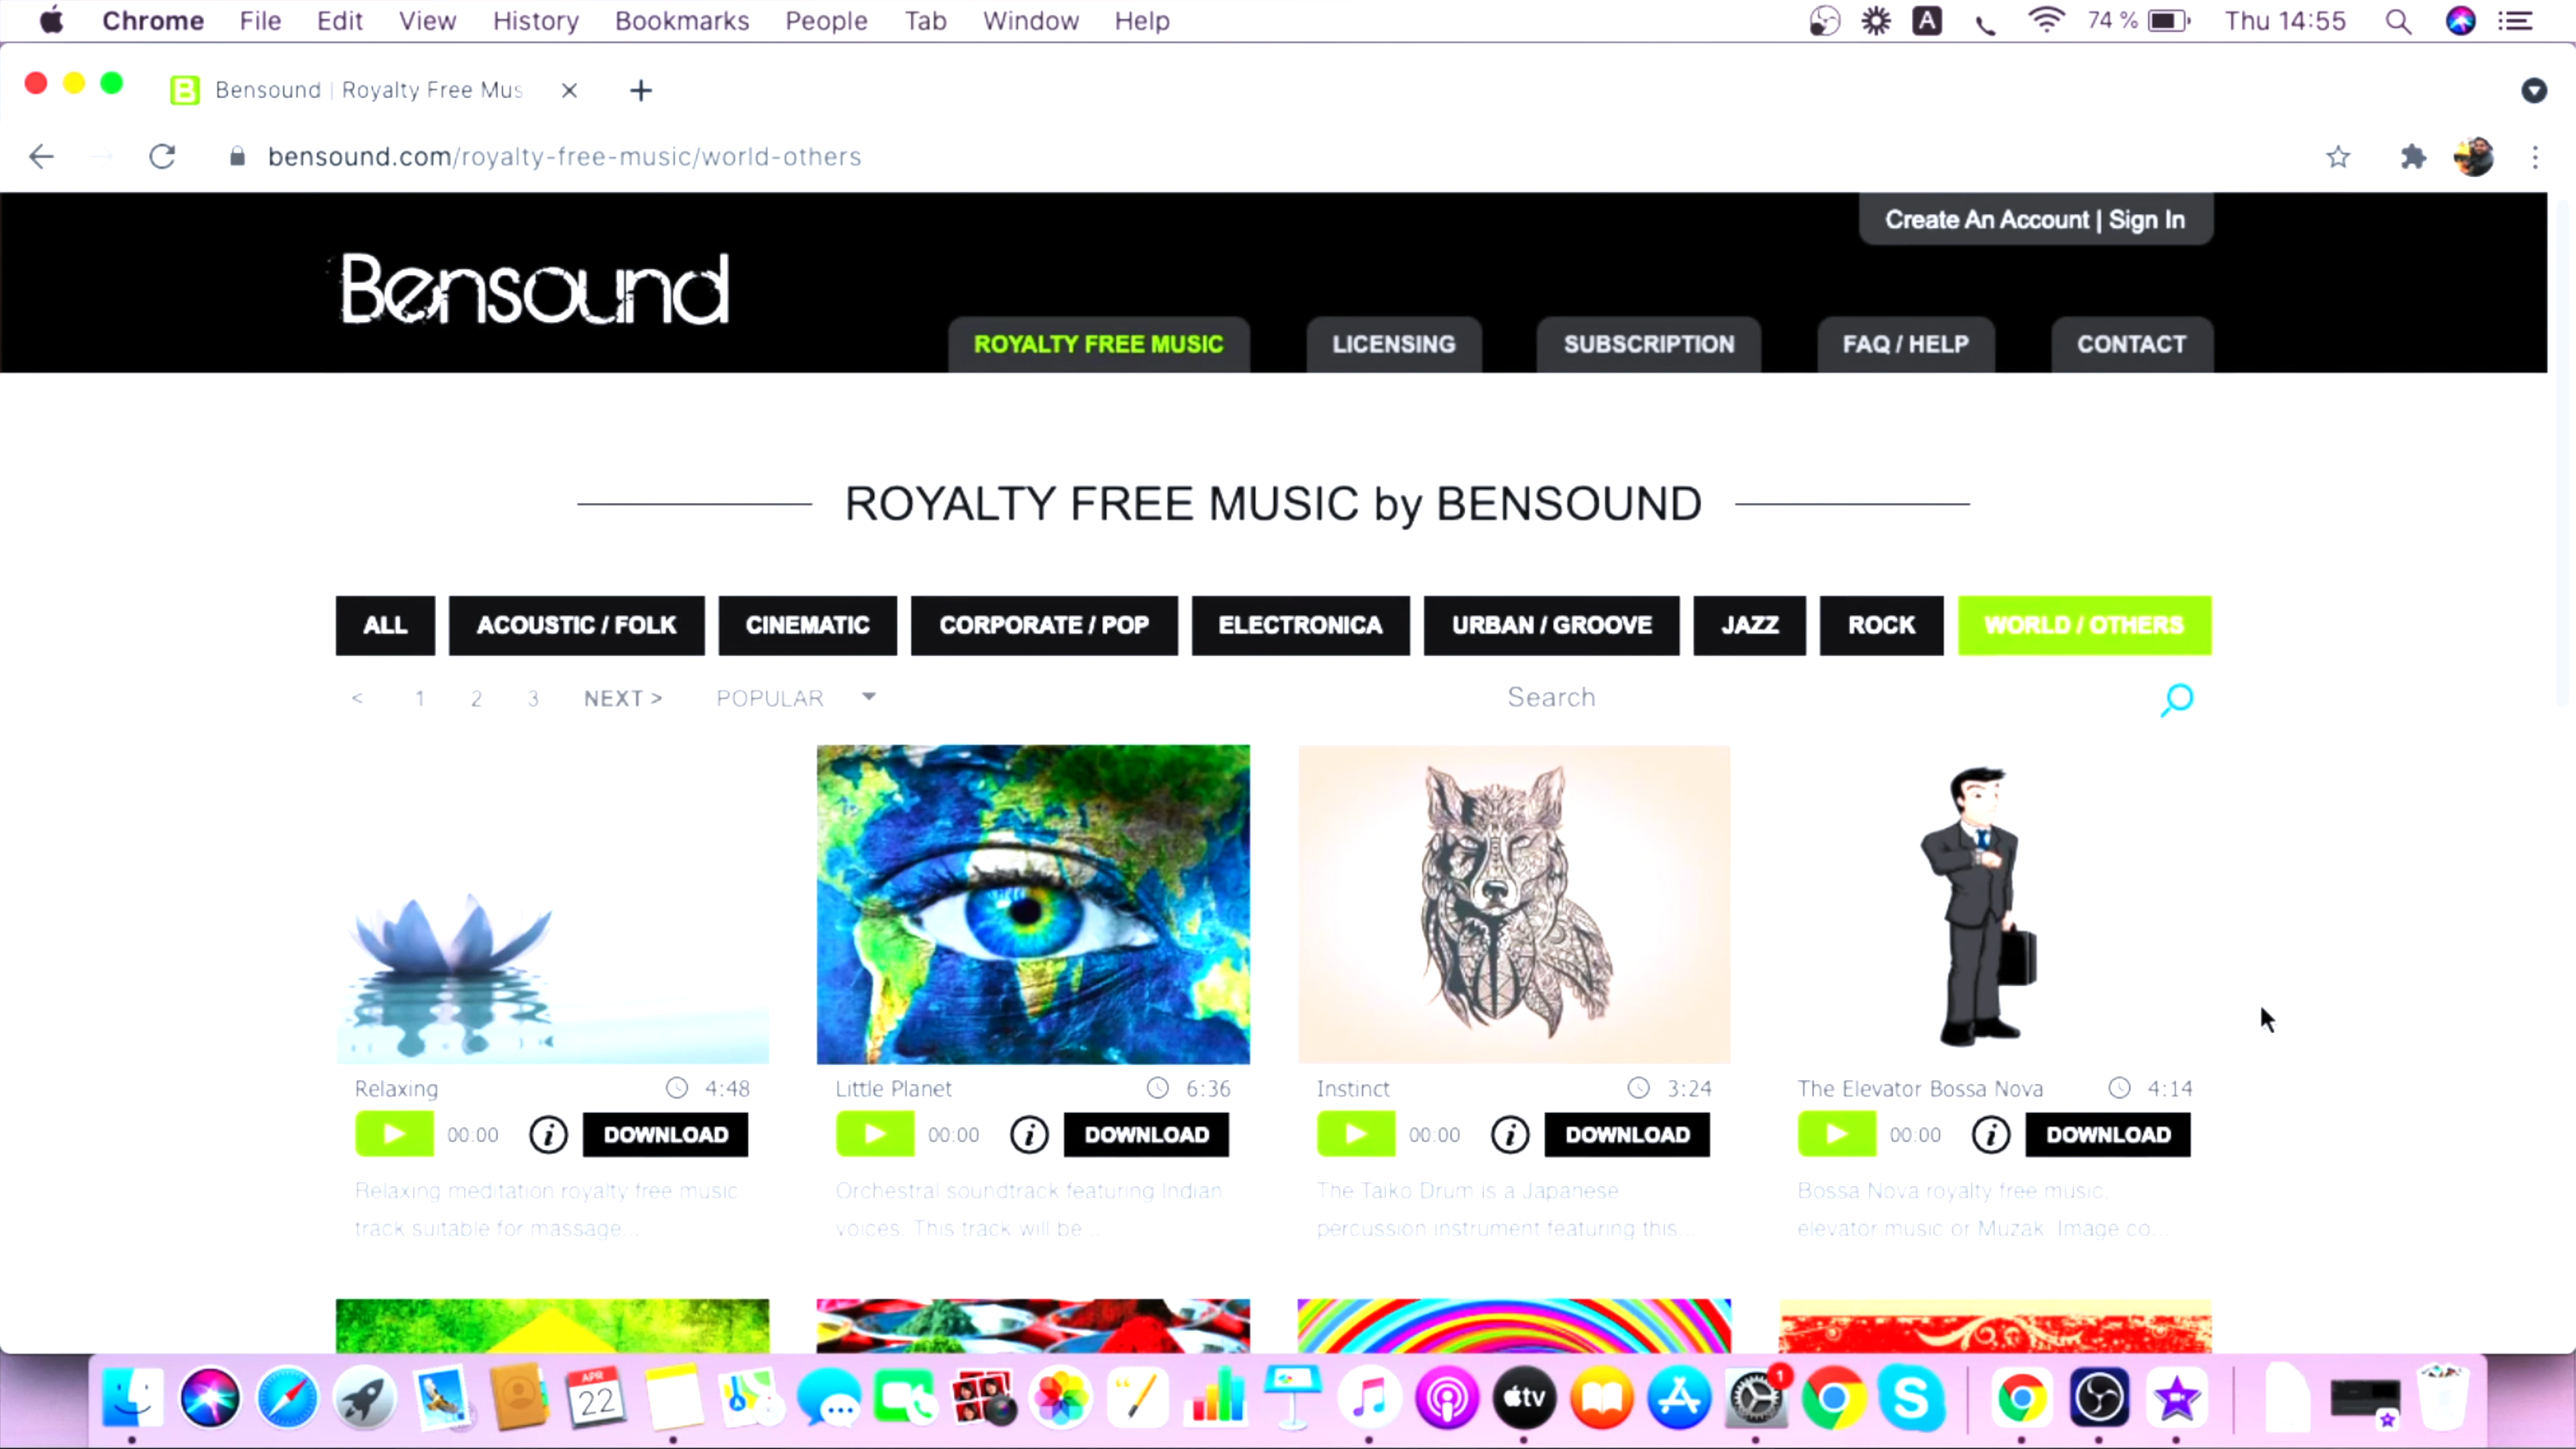 Chrome File Edit View History Bookmarks People Tab Window Help A 74 % Thu 14:55
B Bensound | Royalty Free Mus
bensound.com/royalty-free-music/world-others
Create An Account | Sign In
Bensound
ROYALTY FREE MUSIC LICENSING SUBSCRIPTION FAQ / HELP CONTACT
ROYALTY FREE MUSIC by BENSOUND
ALL ACOUSTIC / FOLK CINEMATIC CORPORATE / POP ELECTRONICA URBAN / GROOVE JAZZ ROCK WORLD / OTHERS
< 1 2 3 NEXT > POPULAR Search
Relaxing 4:48 Little Planet 6:36 Instinct 3:24 The Elevator Bossa Nova 4:14
00:00 i DOWNLOAD 00:00 i DOWNLOAD 00:00 i DOWNLOAD 00:00 i DOWNLOAD
Relaxing meditation royalty free music
track suitable for massage...
Orchestral soundtrack featuring Indian
voices. This track will be...
The Taiko Drum is a Japanese
percussion instrument featuring this...
Bossa Nova royalty free music,
elevator music or Muzak. Image co...
APR
22
tv
1
S